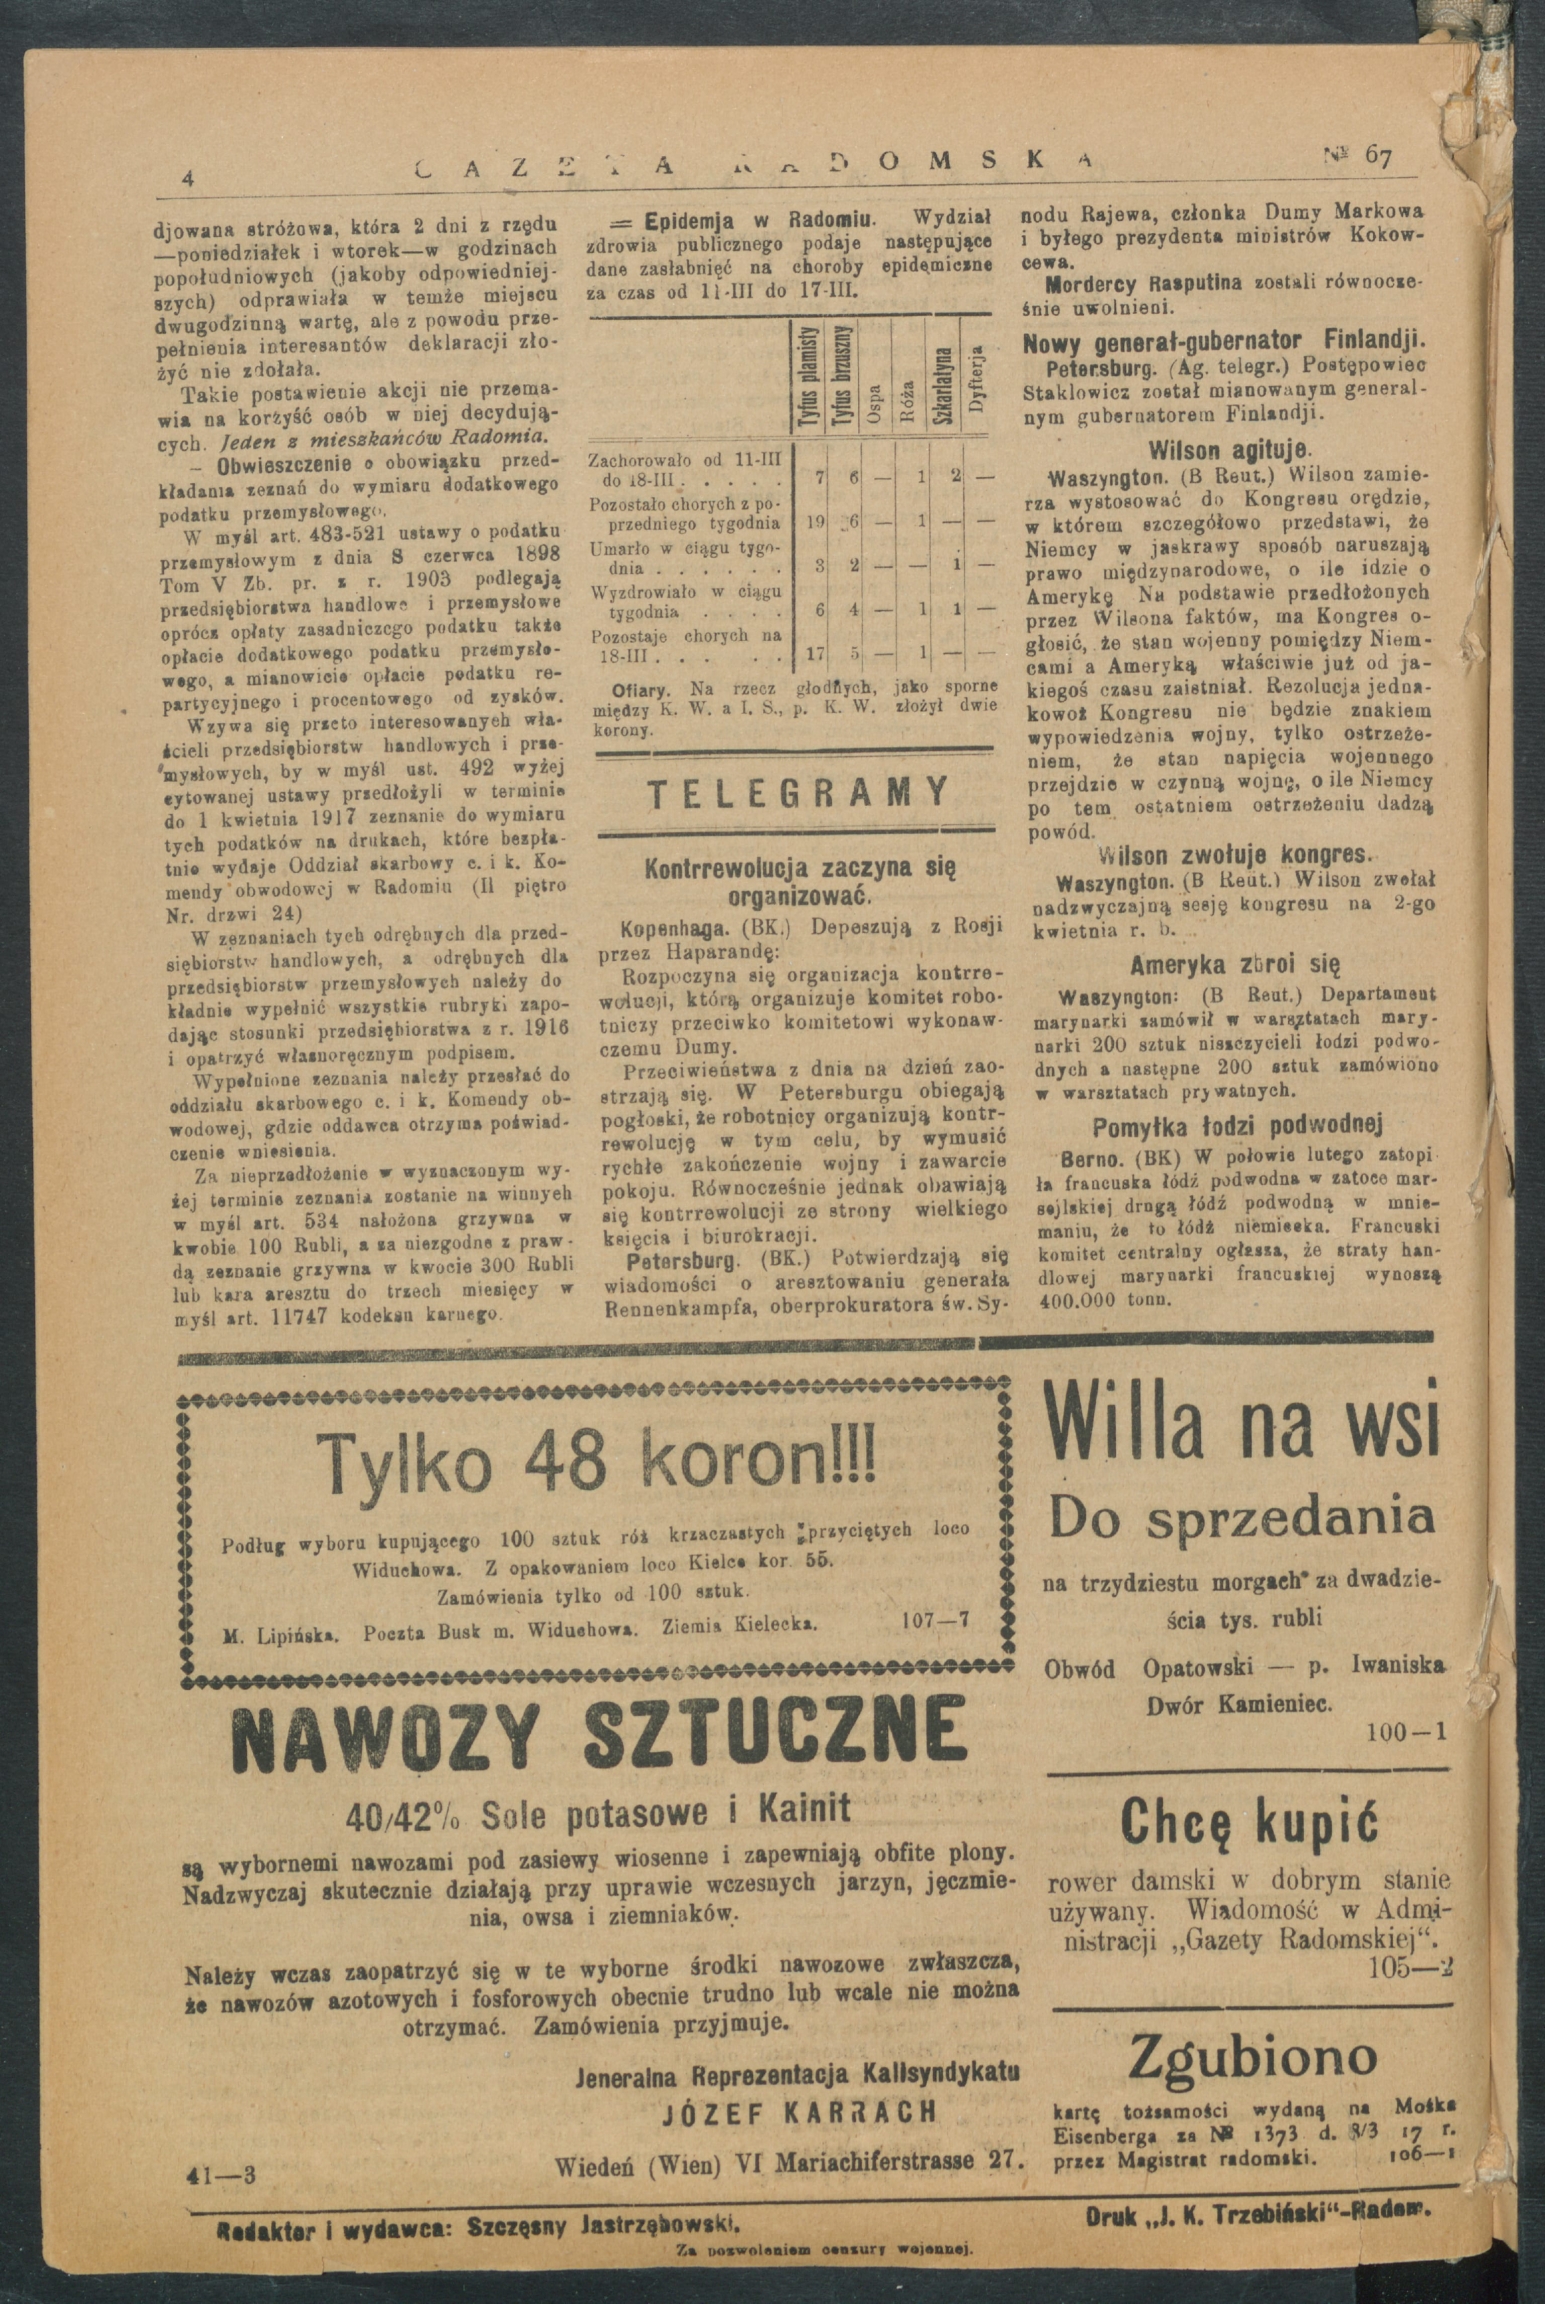 4
GAZETA RADOMSKA
№ 67
djowana stróżowa, która 2 dni z rzędu
—poniedziałek i wtorek—w godzinach
popołudniowych (jakoby odpowiedniej-
szych) odprawiała w temże miejscu
dwugodzinną wartę, ale z powodu prze-
pełnienia interesantów deklaracji zło-
żyć nie zdołała.
Takie postawienie akcji nie przema-
wia na korzyść osób w niej decydują-
cych. Jeden z mieszkańców Radomia.
— Obwieszczenie o obowiązku przed-
kładania zeznań do wymiaru dodatkowego
podatku przemysłowego.
W myśl art. 483-521 ustawy o podatku
przemysłowym z dnia 8 czerwca 1898
Tom V Zb. pr. z r. 1903 podlegają
przedsiębiorstwa handlowe i przemysłowe
oprócz opłaty zasadniczego podatku także
opłacie dodatkowego podatku przemysło-
wego, a mianowicie opłacie podatku re-
partycyjnego i procentowego od zysków.
Wzywa się przeto interesowanych wła-
ścicieli przedsiębiorstw handlowych i prze-
mysłowych, by w myśl ust. 492 wyżej
cytowanej ustawy przedłożyli w terminie
do 1 kwietnia 1917 zeznanie do wymiaru
tych podatków na drukach, które bezpła-
tnie wydaje Oddział skarbowy c. i k. Ko-
mendy obwodowej w Radomiu (II piętro
Nr. drzwi 24)
W zeznaniach tych odrębnych dla przed-
siębiorstw handlowych, a odrębnych dla
przedsiębiorstw przemysłowych należy do
kładnie wypełnić wszystkie rubryki zapo-
dając stosunki przedsiębiorstwa z r. 1916
i opatrzyć własnoręcznym podpisem.
Wypełnione zeznania należy przesłać do
oddziału skarbowego c. i k. Komendy ob-
wodowej, gdzie oddawca otrzyma poświad-
czenie wniesienia.
Za nieprzedłożenie w wyznaczonym wy-
żej terminie zeznania zostanie na winnych
w myśl art. 534 nałożona grzywna w
kwobie 100 Rubli, a za niezgodne z praw-
dą zeznanie grzywna w kwocie 300 Rubli
lub kara aresztu do trzech miesięcy w
myśl art. 11747 kodeksu karnego.
= Epidemja w Radomiu. Wydział
zdrowia publicznego podaje następujące
dane zasłabnięć na choroby epidemiczne
za czas od 11-III do 17-III.
Tyfus plamisty
Tyfus brzuszny
Ospa
Róża
Szkarlatyna
Dyfterja
Zachorowało od 11-III
do 18-III . . . . . 7 6 — 1 2 —
Pozostało chorych z po-
przedniego tygodnia 19 6 — 1 — —
Umarło w ciągu tygo-
dnia . . . . . . 3 2 — — 1 —
Wyzdrowiało w ciągu
tygodnia . . . . 6 4 — 1 1 —
Pozostaje chorych na
18-III . . . . . 17 5 — 1 — —
Ofiary. Na rzecz głodnych, jako sporne
między K. W. a I. S., p. K. W. złożył dwie
korony.
TELEGRAMY
Kontrrewolucja zaczyna się
organizować.
Kopenhaga. (BK.) Depeszują z Rosji
przez Haparandę:
Rozpoczyna się organizacja kontrre-
wolucji, którą organizuje komitet robo-
tniczy przeciwko komitetowi wykonaw-
czemu Dumy.
Przeciwieństwa z dnia na dzień zao-
strzają się. W Petersburgu obiegają
pogłoski, że robotnicy organizują kontr-
rewolucję w tym celu, by wymusić
rychłe zakończenie wojny i zawarcie
pokoju. Równocześnie jednak obawiają
się kontrrewolucji ze strony wielkiego
księcia i biurokracji.
Petersburg. (BK.) Potwierdzają się
wiadomości o aresztowaniu generała
Rennenkampfa, oberprokuratora św. Sy-
nodu Rajewa, członka Dumy Markowa
i byłego prezydenta ministrów Kokow-
cewa.
Mordercy Rasputina zostali równocze-
śnie uwolnieni.
Nowy generał-gubernator Finlandji.
Petersburg. (Ag. telegr.) Postępowiec
Staklowicz został mianowanym general-
nym gubernatorem Finlandji.
Wilson agituje.
Waszyngton. (B Reut.) Wilson zamie-
rza wystosować do Kongresu orędzie,
w którem szczegółowo przedstawi, że
Niemcy w jaskrawy sposób naruszają
prawo międzynarodowe, o ile idzie o
Amerykę Na podstawie przedłożonych
przez Wilsona faktów, ma Kongres o-
głosić, że stan wojenny pomiędzy Niem-
cami a Ameryką właściwie już od ja-
kiegoś czasu zaistniał. Rezolucja jedna-
kowoż Kongresu nie będzie znakiem
wypowiedzenia wojny, tylko ostrzeże-
niem, że stan napięcia wojennego
przejdzie w czynną wojnę, o ile Niemcy
po tem ostatniem ostrzeżeniu dadzą
powód.
Wilson zwołuje kongres.
Waszyngton. (B Reut.) Wilson zwołał
nadzwyczajną sesję kongresu na 2-go
kwietnia r. b.
Ameryka zbroi się
Waszyngton: (B Reut.) Departament
marynarki zamówił w warsztatach mary-
narki 200 sztuk niszczycieli łodzi podwo-
dnych a następne 200 sztuk zamówiono
w warsztatach prywatnych.
Pomyłka łodzi podwodnej
Berno. (BK) W połowie lutego zatopi
ła francuska łódź podwodna w zatoce mar-
sejlskiej drugą łódź podwodną w mnie-
maniu, że to łódź niemiecka. Francuski
komitet centralny ogłasza, że straty han-
dlowej marynarki francuskiej wynoszą
400.000 tonn.
Tylko 48 koron!!!
Podług wyboru kupującego 100 sztuk róż krzaczastych przyciętych loco
Widuchowa. Z opakowaniem loco Kielce kor. 55.
Zamówienia tylko od 100 sztuk.
M. Lipińska. Poczta Busk m. Widuchowa. Ziemia Kielecka. 107—7
NAWOZY SZTUCZNE
40/42% Sole potasowe i Kainit
są wybornemi nawozami pod zasiewy wiosenne i zapewniają obfite plony.
Nadzwyczaj skutecznie działają przy uprawie wczesnych jarzyn, jęczmie-
nia, owsa i ziemniaków.
Należy wczas zaopatrzyć się w te wyborne środki nawozowe zwłaszcza,
że nawozów azotowych i fosforowych obecnie trudno lub wcale nie można
otrzymać. Zamówienia przyjmuje.
Jeneralna Reprezentacja Kalisyndykatu
JÓZEF KARRACH
41—3 Wiedeń (Wien) VI Mariachiferstrasse 27.
Willa na wsi
Do sprzedania
na trzydziestu morgach za dwadzie-
ścia tys. rubli
Obwód Opatowski — p. Iwaniska
Dwór Kamieniec.
100—1
Chcę kupić
rower damski w dobrym stanie
używany. Wiadomość w Admi-
nistracji „Gazety Radomskiej“.
105—2
Zgubiono
kartę tożsamości wydaną na Mośka
Eisenberga za № 1373 d. 8/3 17 r.
przez Magistrat radomski. 106—1
Redaktor i wydawca: Szczęsny Jastrzębowski.
Druk „J. K. Trzebiński“-Radom.
Za pozwoleniem cenzury wojennej.